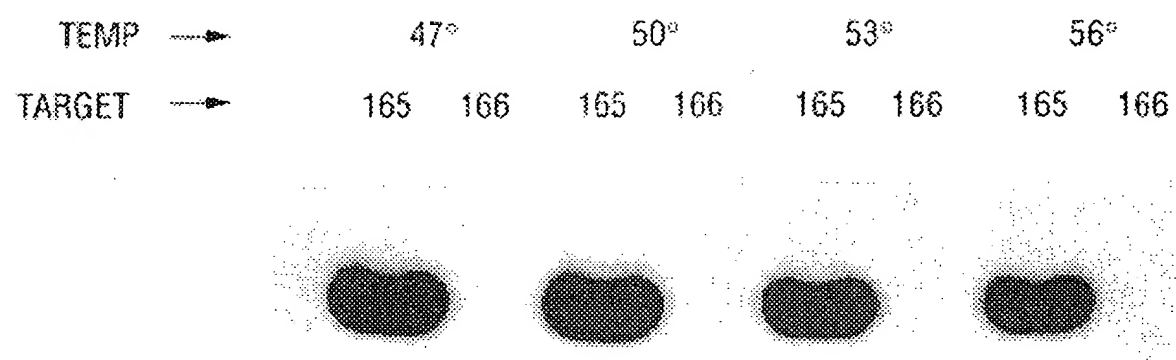 TEMP → 47° 50° 53° 56°
TARGET → 165 166 165 166 165 166 165 166